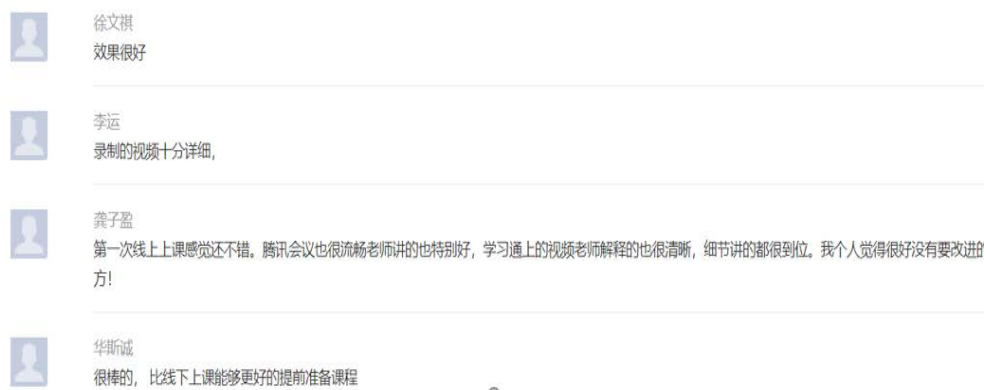 徐文祺
效果很好
李运
录制的视频十分详细，
龚子盈
第一次线上上课感觉还不错。腾讯会议也很流畅老师讲的也特别好，学习通上的视频老师解释的也很清晰，细节讲的都很到位。我个人觉得很好没有要改进的
方！
华斯诚
很棒的， 比线下上课能够更好的提前准备课程